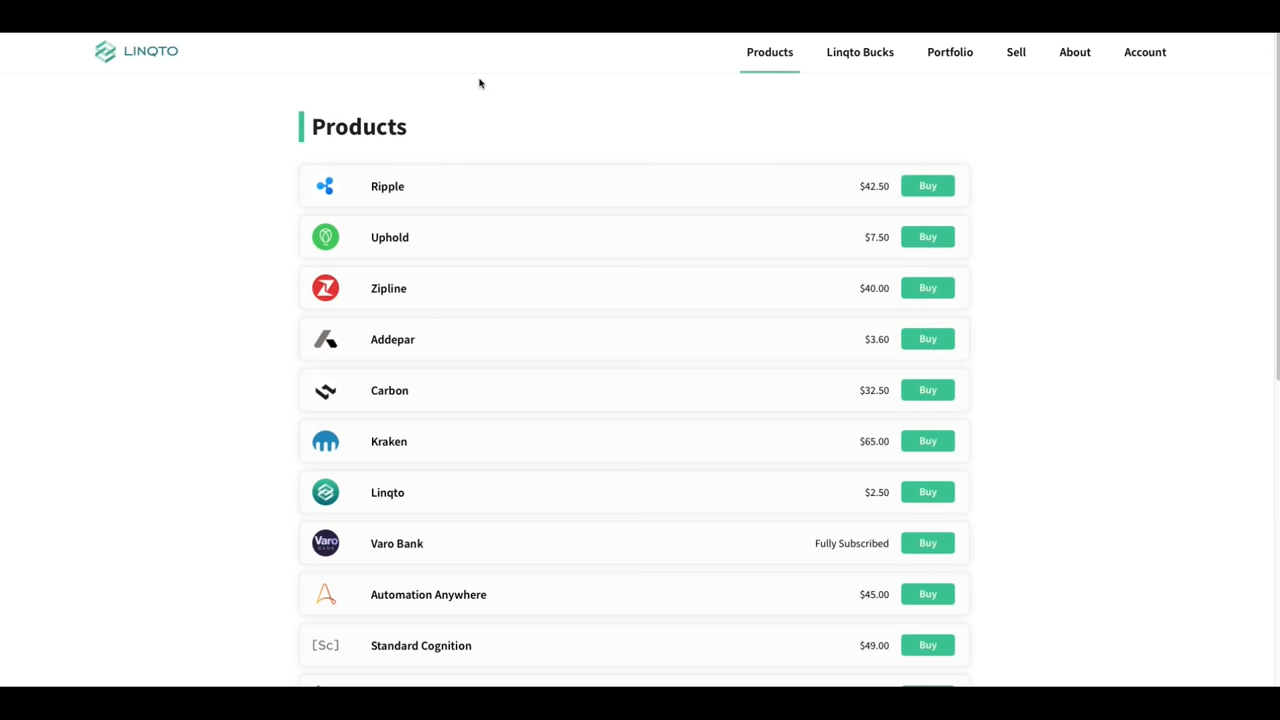 LINQTO
Products Linqto Bucks Portfolio Sell About Account
Products
Ripple $42.50 Buy
Uphold $7.50 Buy
Zipline $40.00 Buy
Addepar $3.60 Buy
Carbon $32.50 Buy
Kraken $65.00 Buy
Linqto $2.50 Buy
Varo BANK Varo Bank Fully Subscribed Buy
Automation Anywhere $45.00 Buy
[Sc] Standard Cognition $49.00 Buy